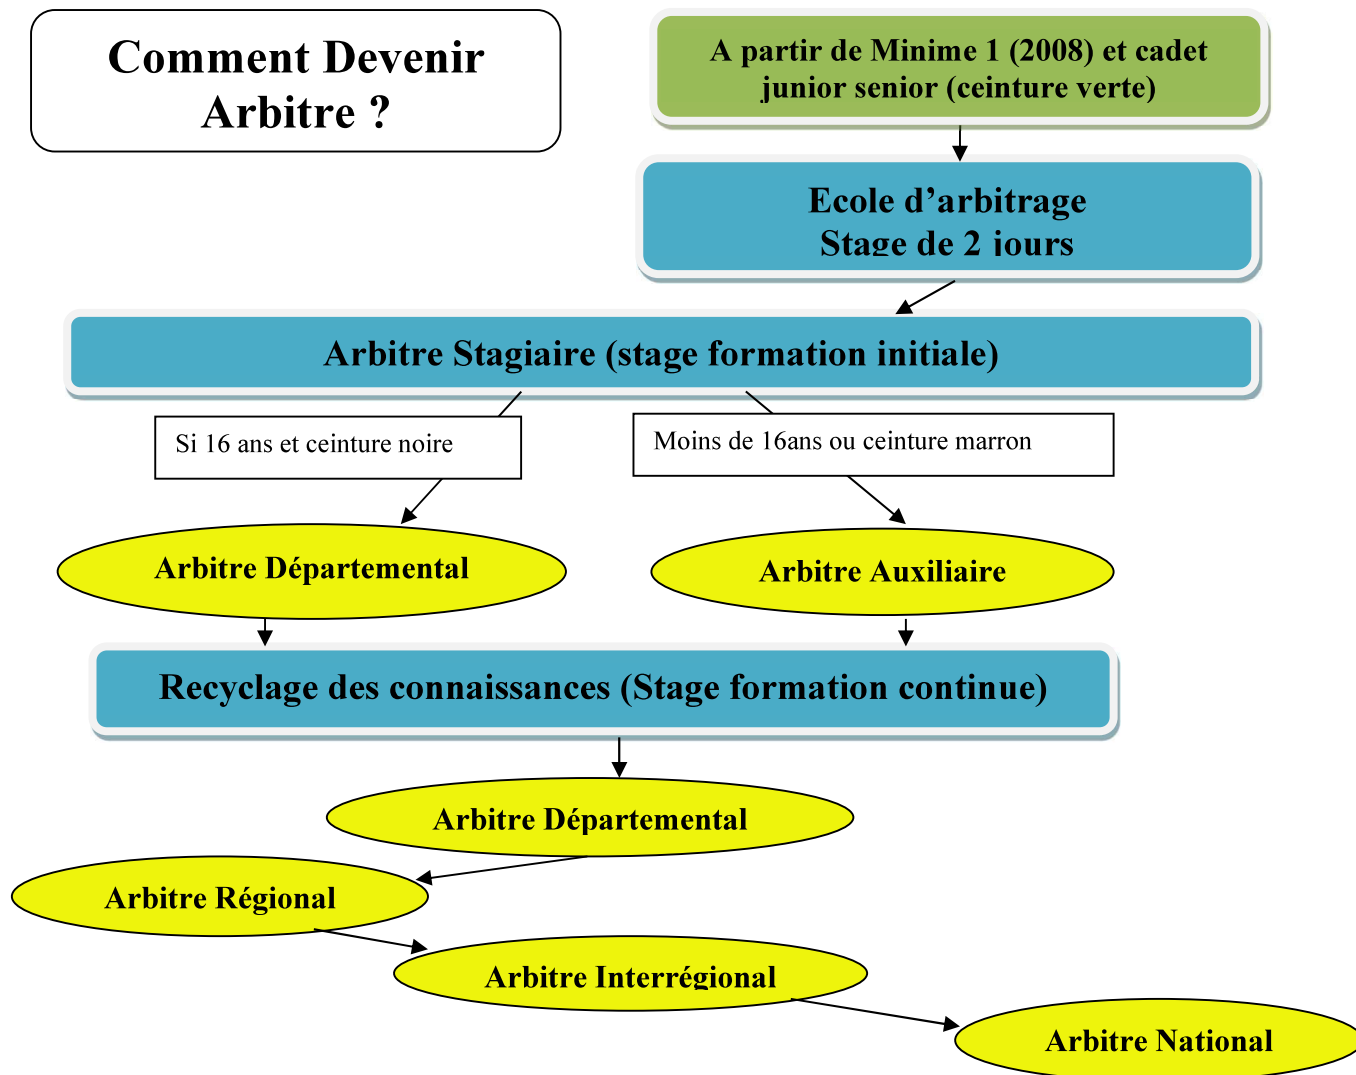 Comment Devenir
Arbitre ?
A partir de Minime 1 (2008) et cadet
junior senior (ceinture verte)
Ecole d’arbitrage
Stage de 2 jours
Arbitre Stagiaire (stage formation initiale)
Si 16 ans et ceinture noire
Moins de 16ans ou ceinture marron
Arbitre Départemental
Arbitre Auxiliaire
Recyclage des connaissances (Stage formation continue)
Arbitre Départemental
Arbitre Régional
Arbitre Interrégional
Arbitre National